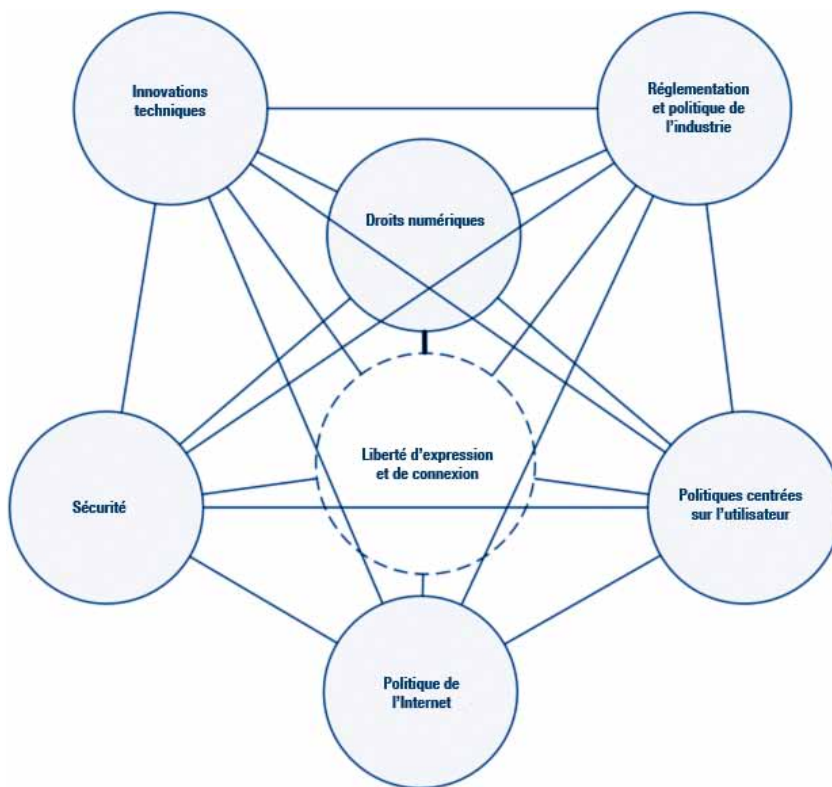 Innovations
techniques
Réglementation
et politique de
l'industrie
Droits numériques
Liberté d'expression
et de connexion
Sécurité
Politiques centrées
sur l'utilisateur
Politique de
l'Internet